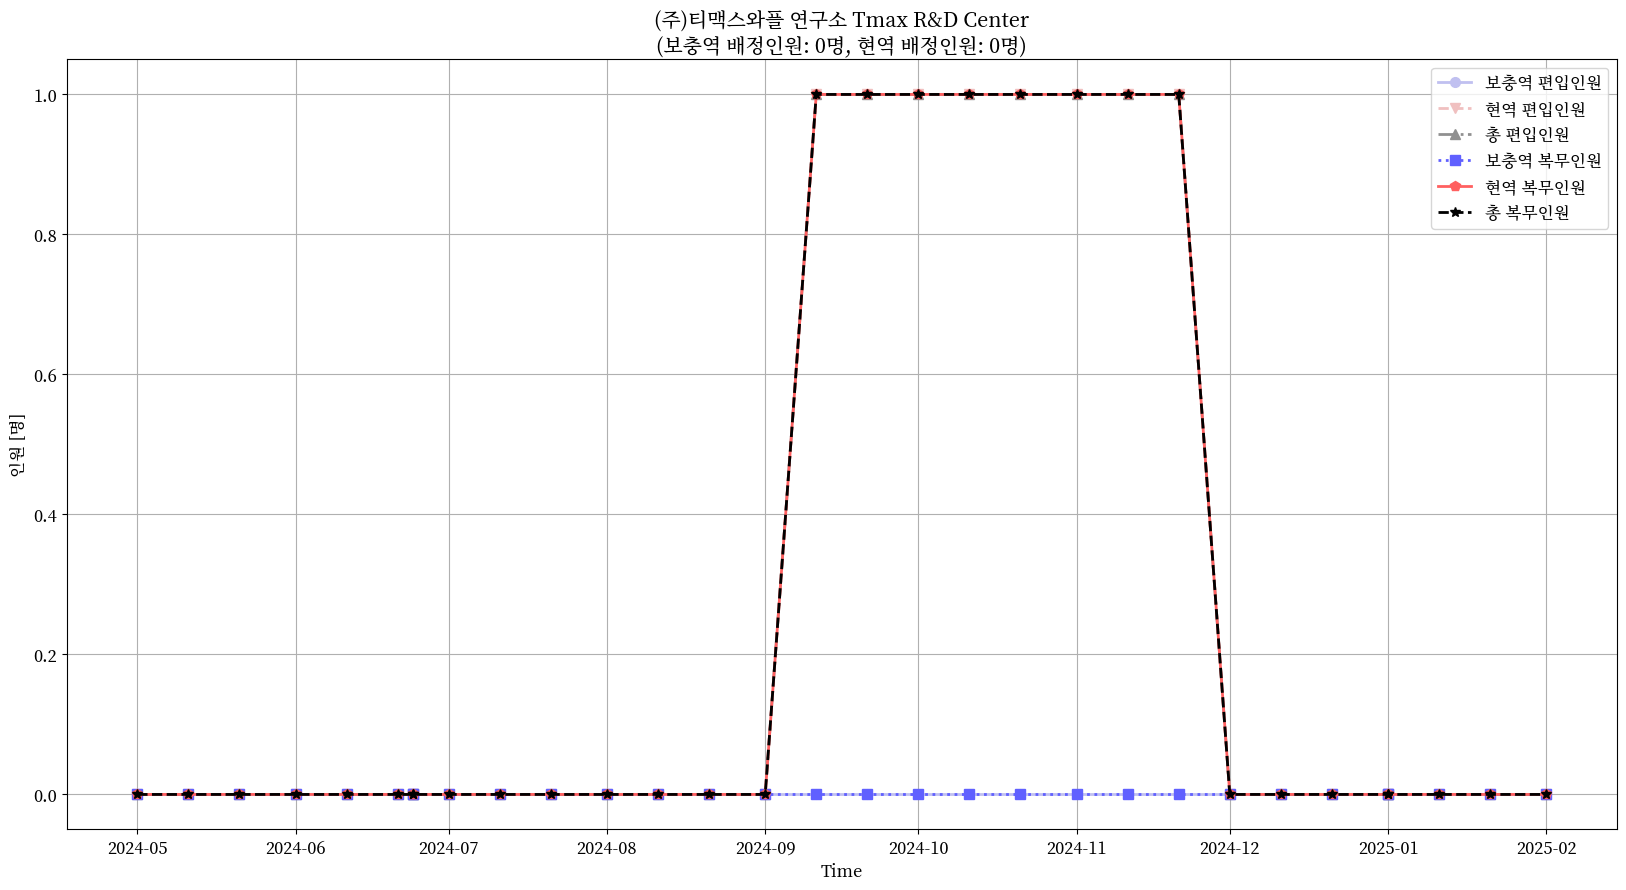 (주)티맥스와플 연구소 Tmax R&D Center
(보충역 배정인원: 0명, 현역 배정인원: 0명)
보충역 편입인원
현역 편입인원
총 편입인원
보충역 복무인원
현역 복무인원
총 복무인원
인원 [명]
1.0
0.8
0.6
0.4
0.2
0.0
2024-05
2024-06
2024-07
2024-08
2024-09
2024-10
2024-11
2024-12
2025-01
2025-02
Time